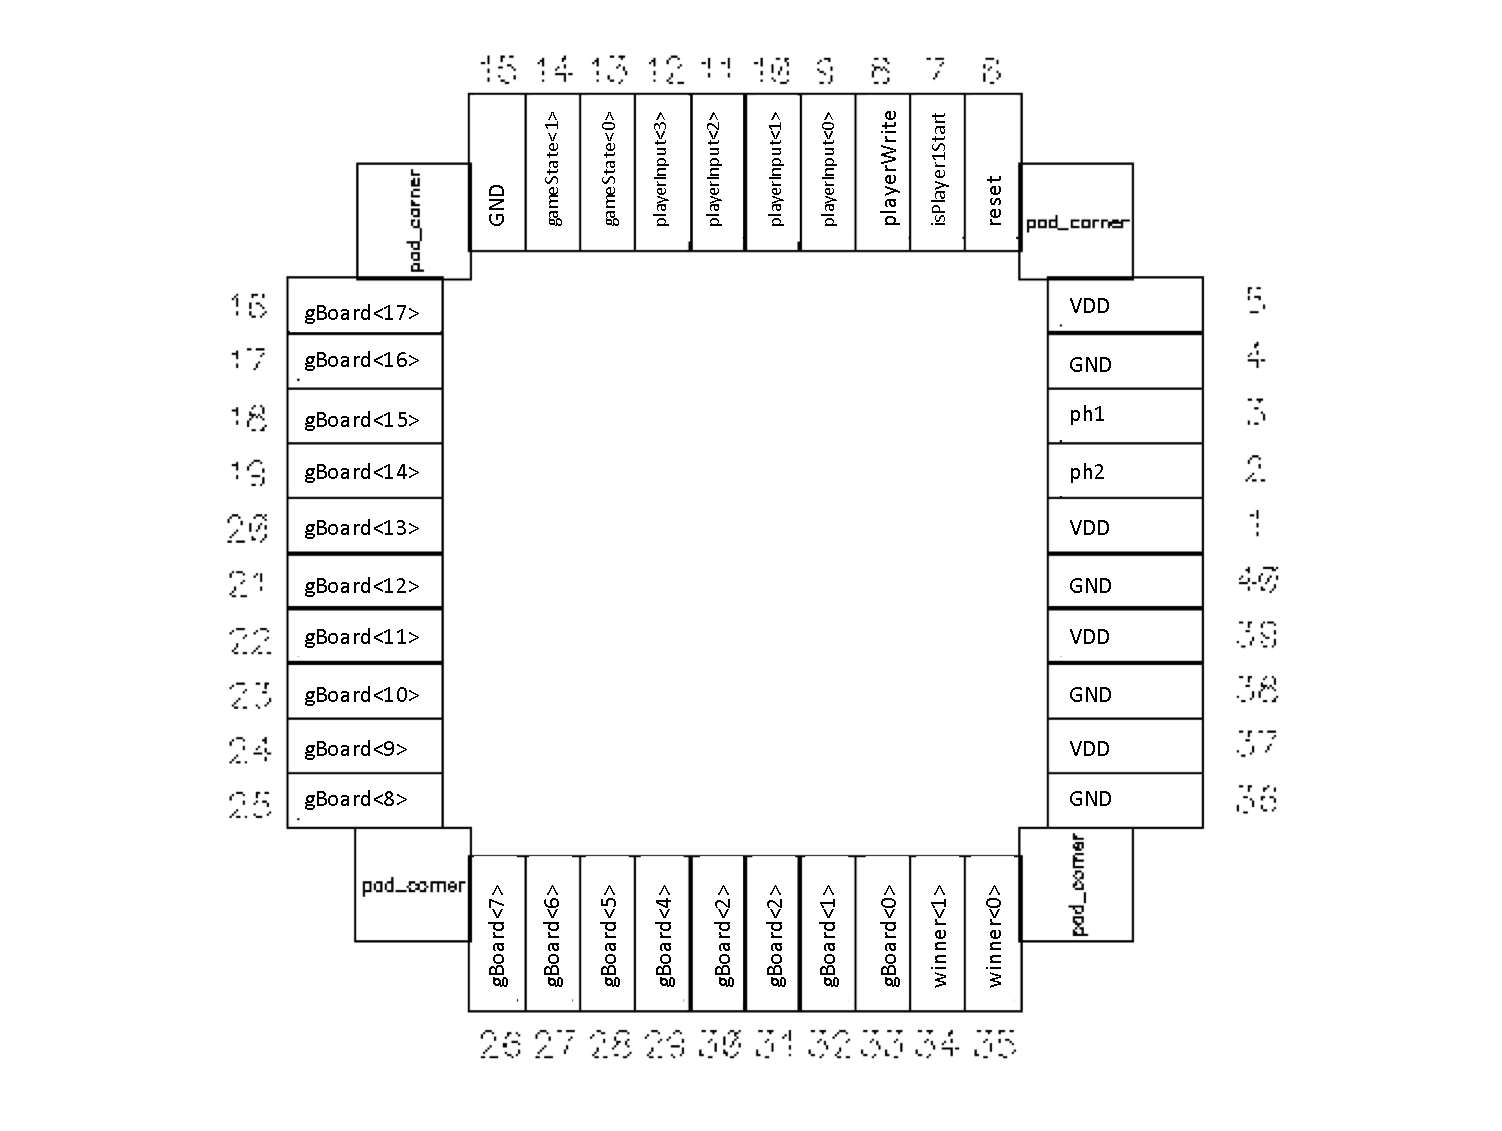 15 14 13 12 11 10 9 8 7 6
GND
gameState<1>
gameState<0>
playerInput<3>
playerInput<2>
playerInput<1>
playerInput<0>
playerWrite
isPlayer1Start
reset
pad_corner
pad_corner
16 gBoard<17>
17 gBoard<16>
18 gBoard<15>
19 gBoard<14>
20 gBoard<13>
21 gBoard<12>
22 gBoard<11>
23 gBoard<10>
24 gBoard<9>
25 gBoard<8>
VDD 5
GND 4
ph1 3
ph2 2
VDD 1
GND 40
VDD 39
GND 38
VDD 37
GND 36
pad_corner
pad_corner
gBoard<7>
gBoard<6>
gBoard<5>
gBoard<4>
gBoard<2>
gBoard<2>
gBoard<1>
gBoard<0>
winner<1>
winner<0>
26 27 28 29 30 31 32 33 34 35